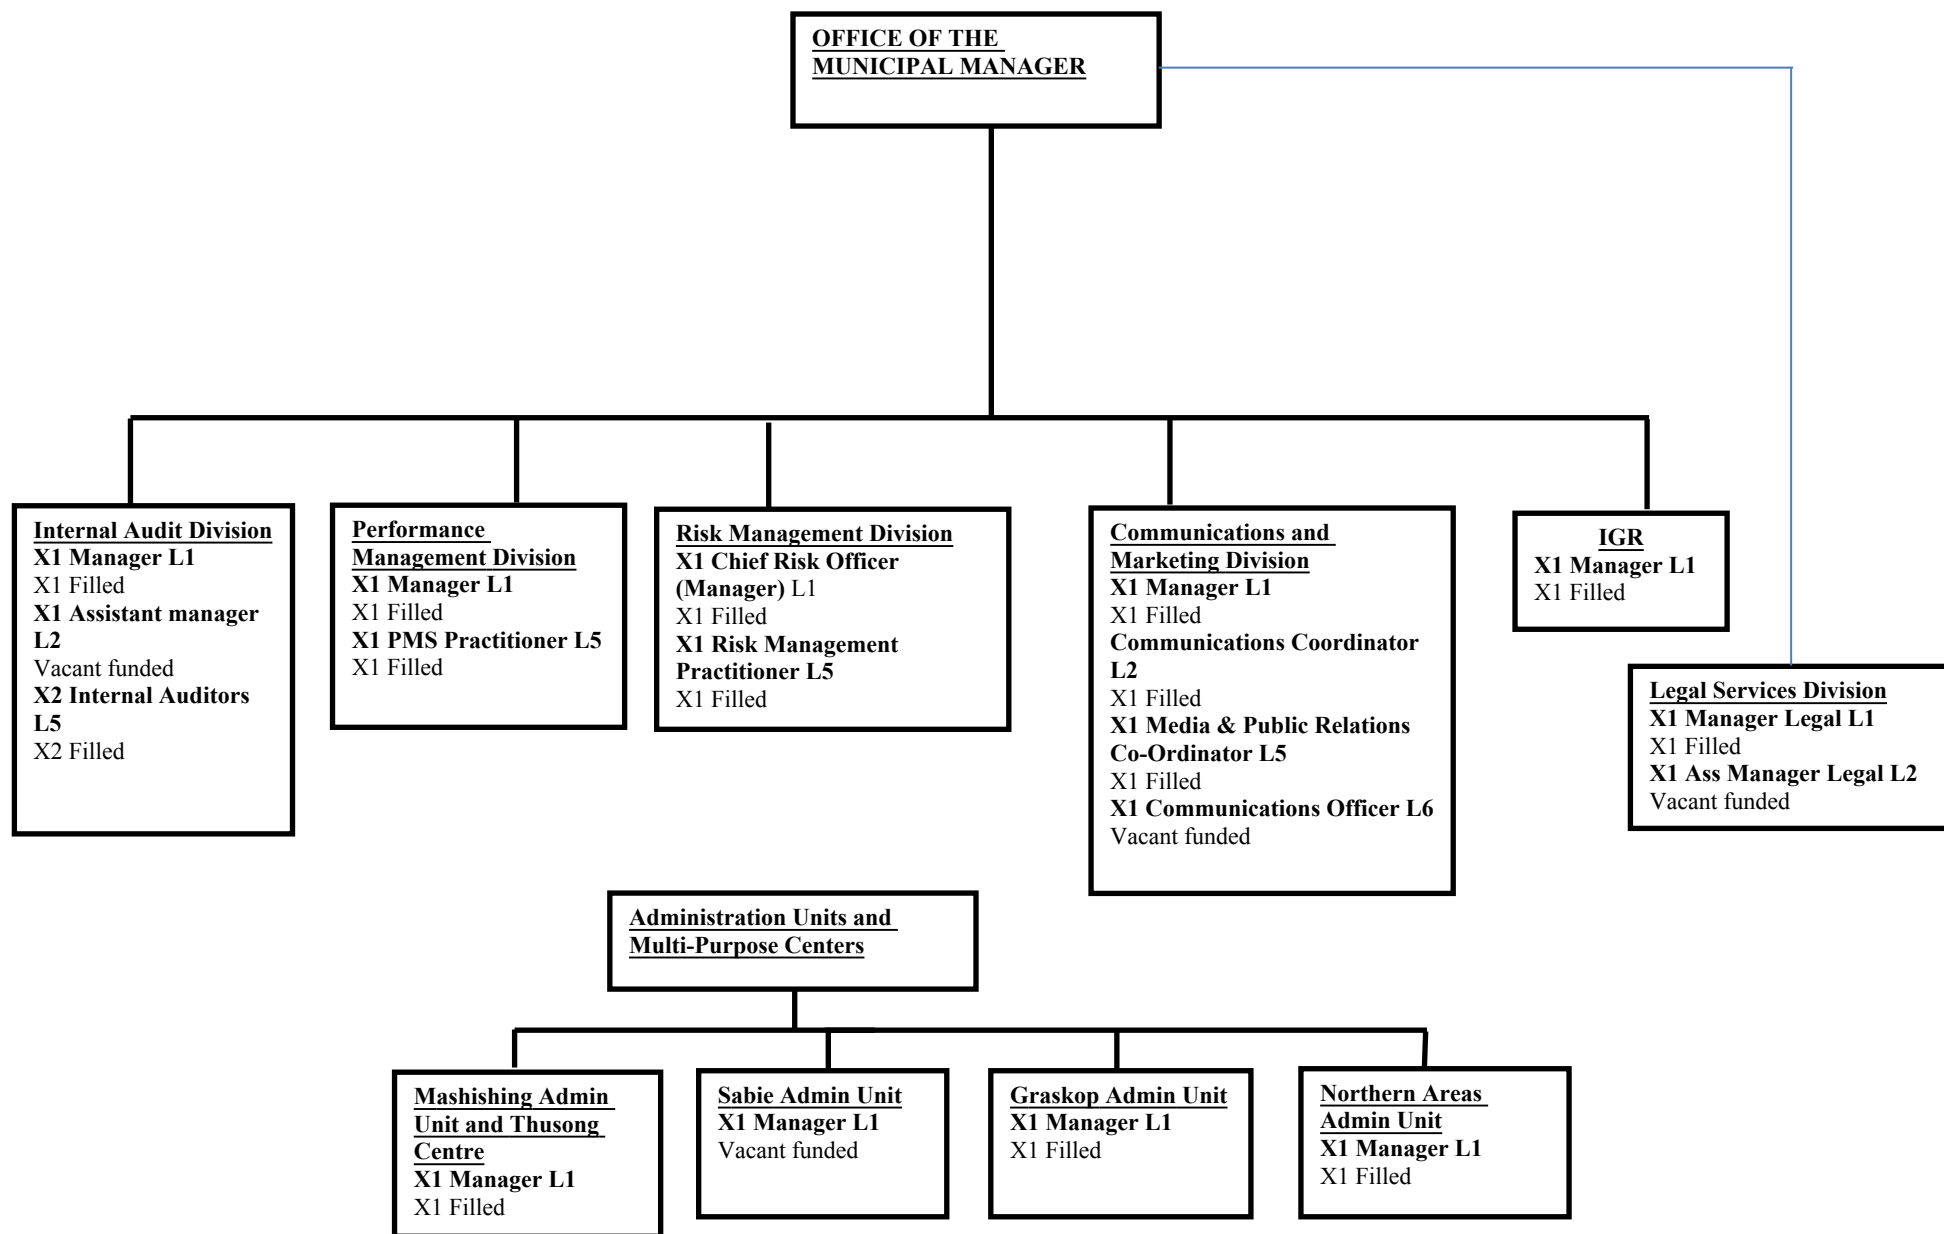 OFFICE OF THE
MUNICIPAL MANAGER
Internal Audit Division
X1 Manager L1
X1 Filled
X1 Assistant manager
L2
Vacant funded
X2 Internal Auditors
L5
X2 Filled
Performance
Management Division
X1 Manager L1
X1 Filled
X1 PMS Practitioner L5
X1 Filled
Risk Management Division
X1 Chief Risk Officer
(Manager) L1
X1 Filled
X1 Risk Management
Practitioner L5
X1 Filled
Communications and
Marketing Division
X1 Manager L1
X1 Filled
Communications Coordinator
L2
X1 Filled
X1 Media & Public Relations
Co-Ordinator L5
X1 Filled
X1 Communications Officer L6
Vacant funded
IGR
X1 Manager L1
X1 Filled
Legal Services Division
X1 Manager Legal L1
X1 Filled
X1 Ass Manager Legal L2
Vacant funded
Administration Units and
Multi-Purpose Centers
Mashishing Admin
Unit and Thusong
Centre
X1 Manager L1
X1 Filled
Sabie Admin Unit
X1 Manager L1
Vacant funded
Graskop Admin Unit
X1 Manager L1
X1 Filled
Northern Areas
Admin Unit
X1 Manager L1
X1 Filled